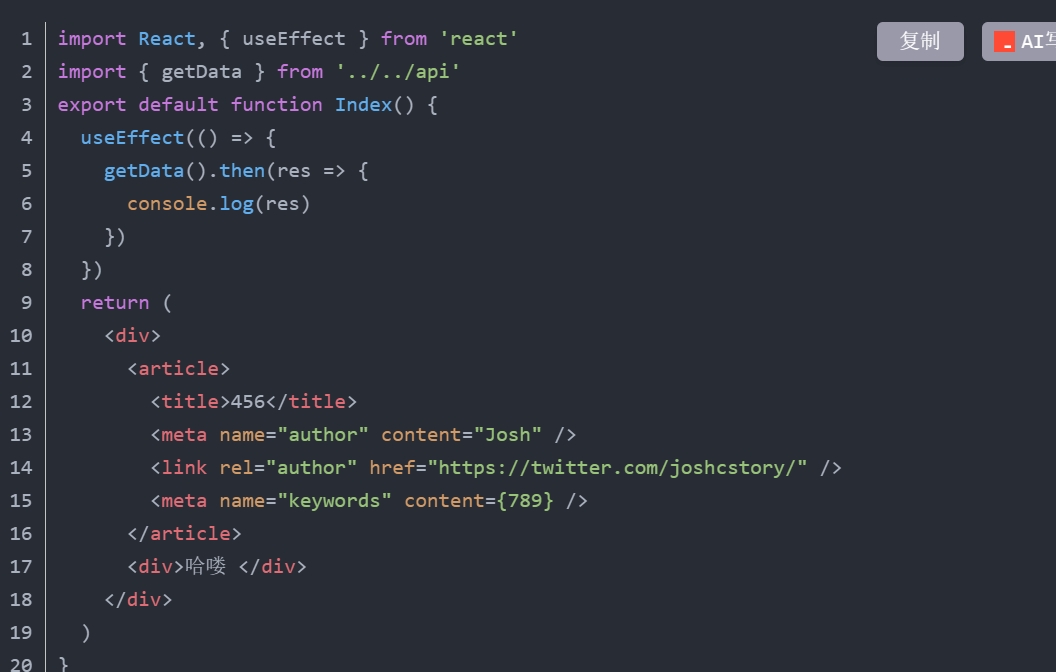 1 import React, { useEffect } from 'react'
复制
AI写
2 import { getData } from '../../api'
3 export default function Index() {
4   useEffect(() => {
5     getData().then(res => {
6       console.log(res)
7     })
8   })
9   return (
10     <div>
11       <article>
12         <title>456</title>
13         <meta name="author" content="Josh" />
14         <link rel="author" href="https://twitter.com/joshcstory/" />
15         <meta name="keywords" content={789} />
16       </article>
17       <div>哈喽 </div>
18     </div>
19   )
20 }